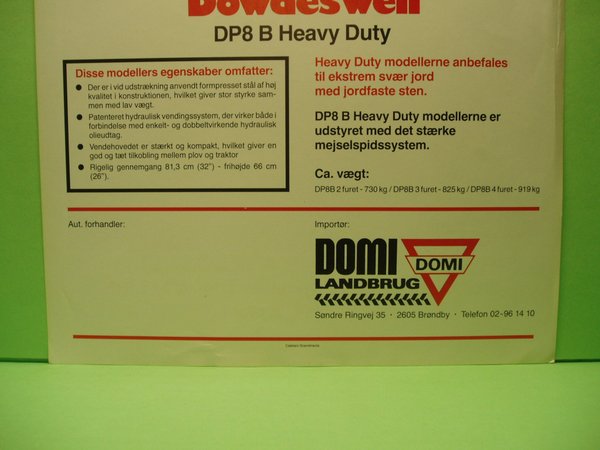 Dowdeswell
DP8 B Heavy Duty
Disse modellers egenskaber omfatter:
Der er i vid udstrækning anvendt formpresset stål af høj
kvalitet i konstruktionen, hvilket giver stor styrke sam-
men med lav vægt.
Patenteret hydraulisk vendingssystem, der virker både i
forbindelse med enkelt- og dobbeltvirkende hydraulisk
olieudtag.
Vendehovedet er stærkt og kompakt, hvilket giver en
god og tæt tilkobling mellem plov og traktor
Rigelig gennemgang 81,3 cm (32") - frihøjde 66 cm
(26").
Heavy Duty modellerne anbefales
til ekstrem svær jord
med jordfaste sten.
DP8 B Heavy Duty modellerne er
udstyret med det stærke
mejselspidssystem.
Ca. vægt:
DP8B 2 furet - 730 kg / DP8B 3 furet - 825 kg / DP8B 4 furet - 919 kg
Aut. forhandler:
Importør:
DOMI
LANDBRUG
DOMI
Søndre Ringvej 35 · 2605 Brøndby · Telefon 02-96 14 10